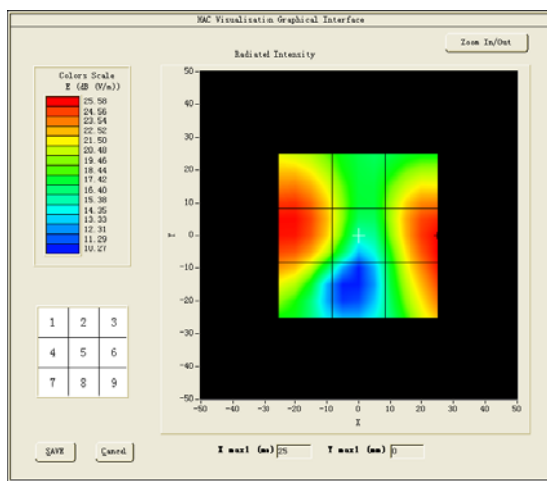 MAC Visualization Graphical Interface
Zoom In/Out
Radiated Intensity
Colors Scale
E (dB (V/m))
25.58
24.56
23.54
22.52
21.50
20.48
19.46
18.44
17.42
16.40
15.38
14.35
13.33
12.31
11.29
10.27
50
40
30
20
10
0
-10
-20
-30
-40
-50
Y
-50 -40 -30 -20 -10 0 10 20 30 40 50
X
1 2 3
4 5 6
7 8 9
SAVE
Cancel
X max1 (mm) 25
Y max1 (mm) 0